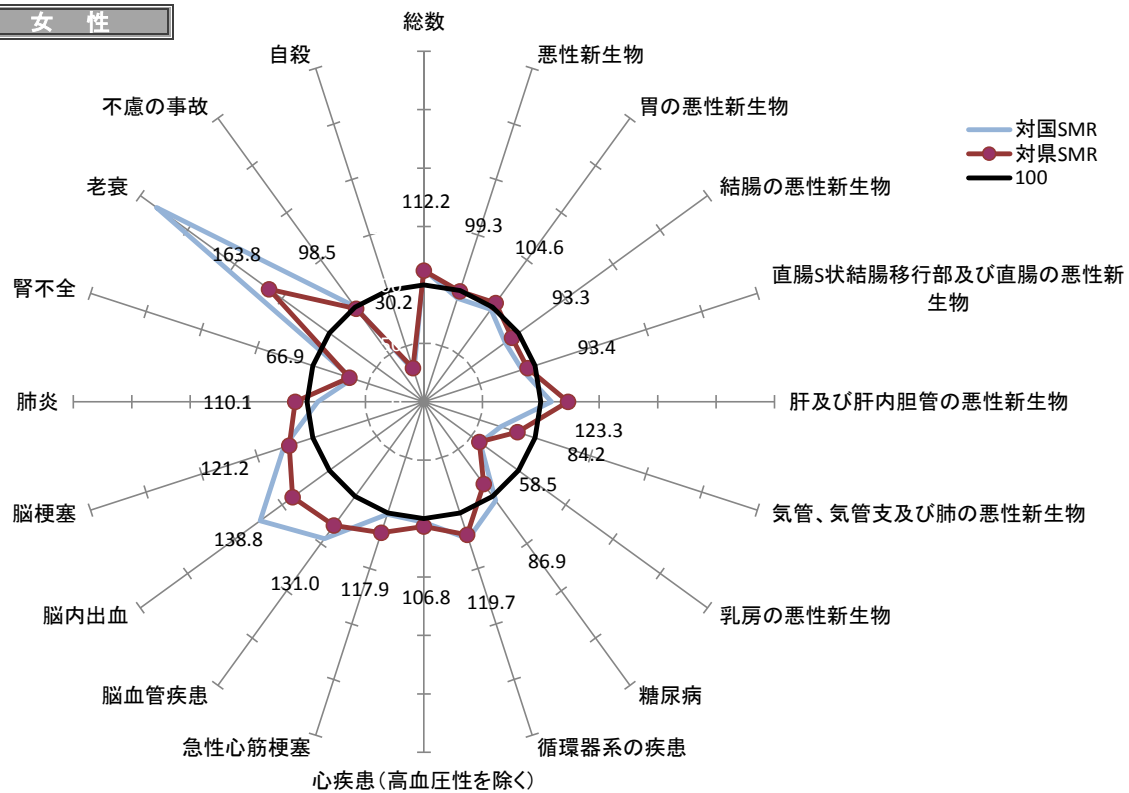 女 性
総数
自殺
悪性新生物
不慮の事故
胃の悪性新生物
対国SMR
対県SMR
100
老衰
結腸の悪性新生物
112.2
99.3
98.5
104.6
163.8
腎不全
直腸S状結腸移行部及び直腸の悪性新
生物
30.2
93.3
66.9
93.4
肺炎
110.1
肝及び肝内胆管の悪性新生物
123.3
84.2
121.2
58.5
脳梗塞
気管、気管支及び肺の悪性新生物
138.8
86.9
131.0
117.9
106.8
119.7
脳内出血
乳房の悪性新生物
脳血管疾患
糖尿病
急性心筋梗塞
循環器系の疾患
心疾患（高血圧性を除く）